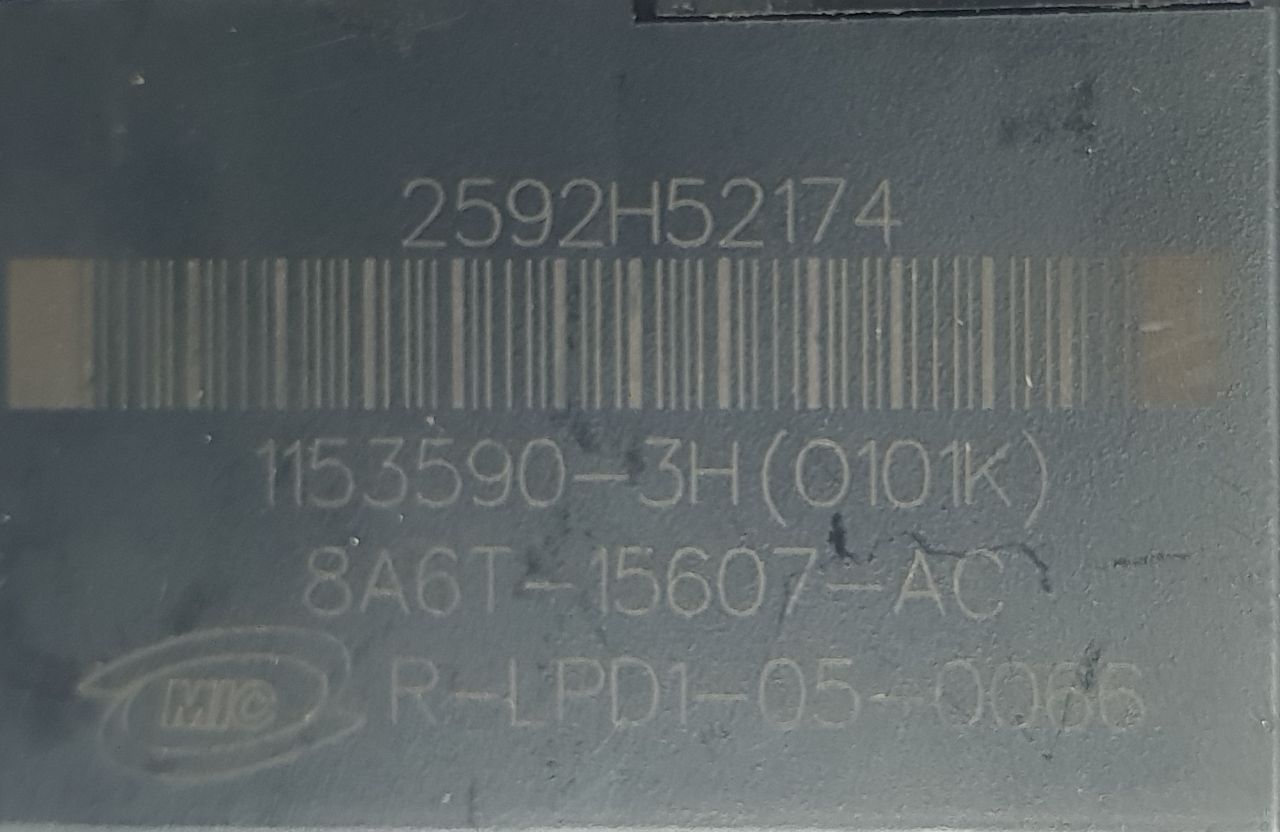 2592H52174
1153590-3H(0101K)
8A6T-15607-AC
MIC R-LPD1-05-0066